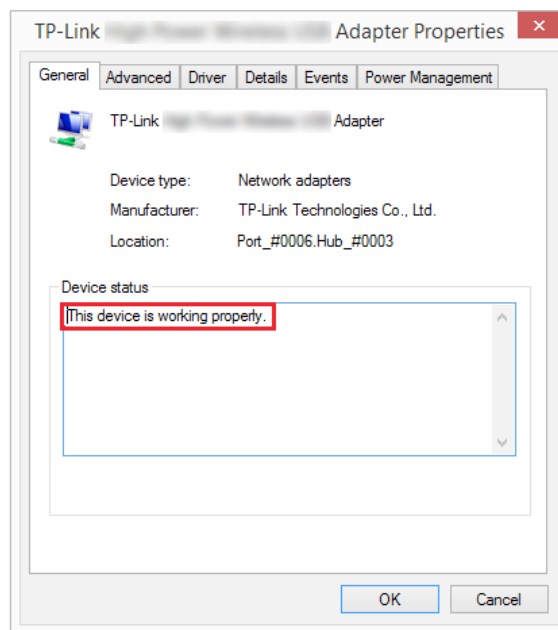 TP-Link Adapter Properties
General Advanced Driver Details Events Power Management
TP-Link Adapter
Device type: Network adapters
Manufacturer: TP-Link Technologies Co., Ltd.
Location: Port_#0006.Hub_#0003
Device status
This device is working properly.
OK Cancel